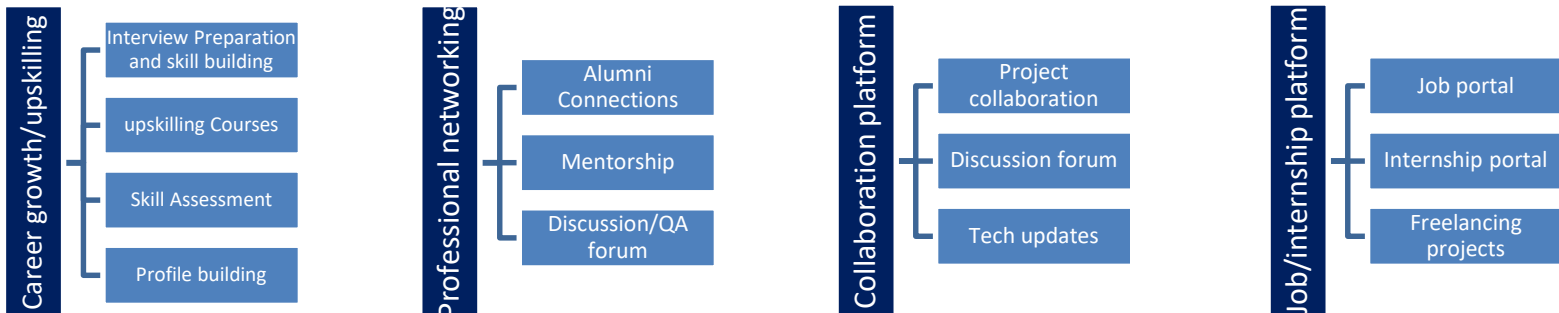 Career growth/upskilling
Interview Preparation
and skill building
upskilling Courses
Skill Assessment
Profile building
Professional networking
Alumni
Connections
Mentorship
Discussion/QA
forum
Collaboration platform
Project
collaboration
Discussion forum
Tech updates
Job/internship platform
Job portal
Internship portal
Freelancing
projects